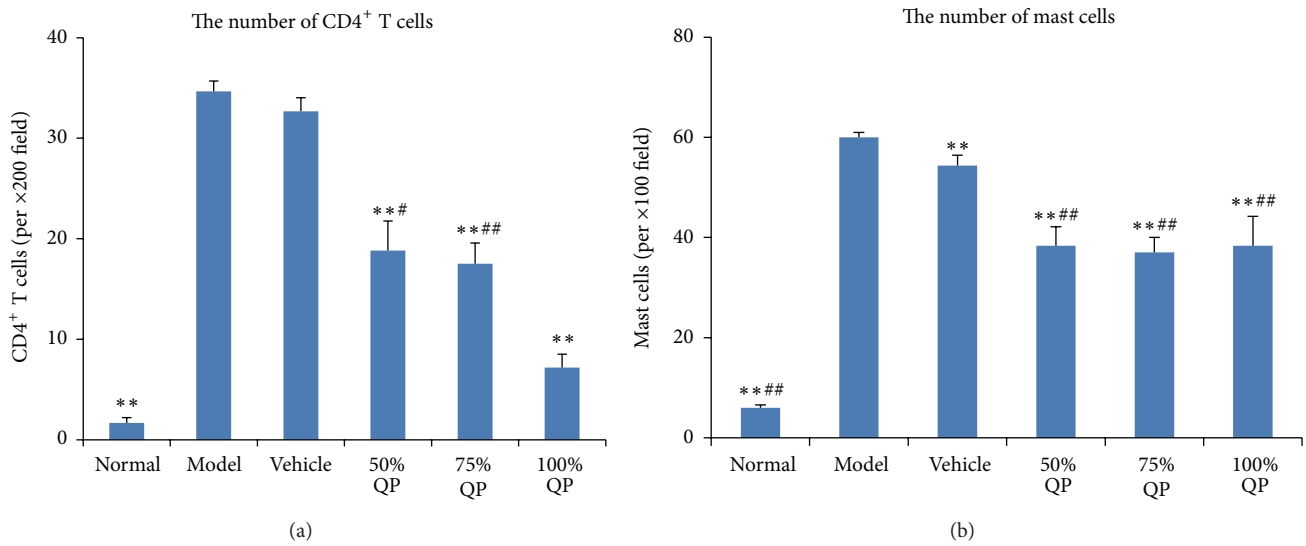 The number of CD4⁺ T cells
CD4⁺ T cells (per ×200 field)
40
30
20
10
0
**
**#
**##
**
Normal
Model
Vehicle
50%
QP
75%
QP
100%
QP
(a)
The number of mast cells
Mast cells (per ×100 field)
80
60
40
20
0
**##
**
**##
**##
**##
Normal
Model
Vehicle
50%
QP
75%
QP
100%
QP
(b)